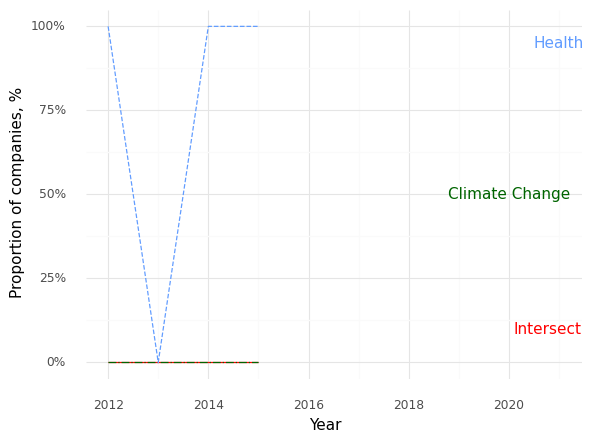 100%
Health
75%
50%
Climate Change
25%
Intersect
0%
2012
2014
2016
2018
2020
Year
Proportion of companies, %